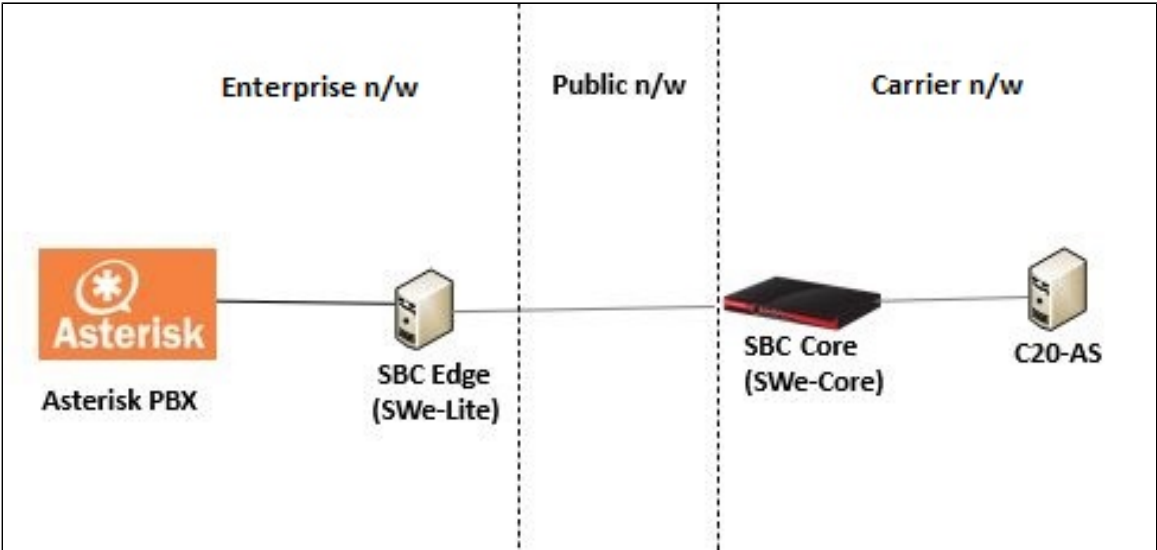 Enterprise n/w
Public n/w
Carrier n/w
Asterisk
Asterisk PBX
SBC Edge
(SWe-Lite)
SBC Core
(SWe-Core)
C20-AS